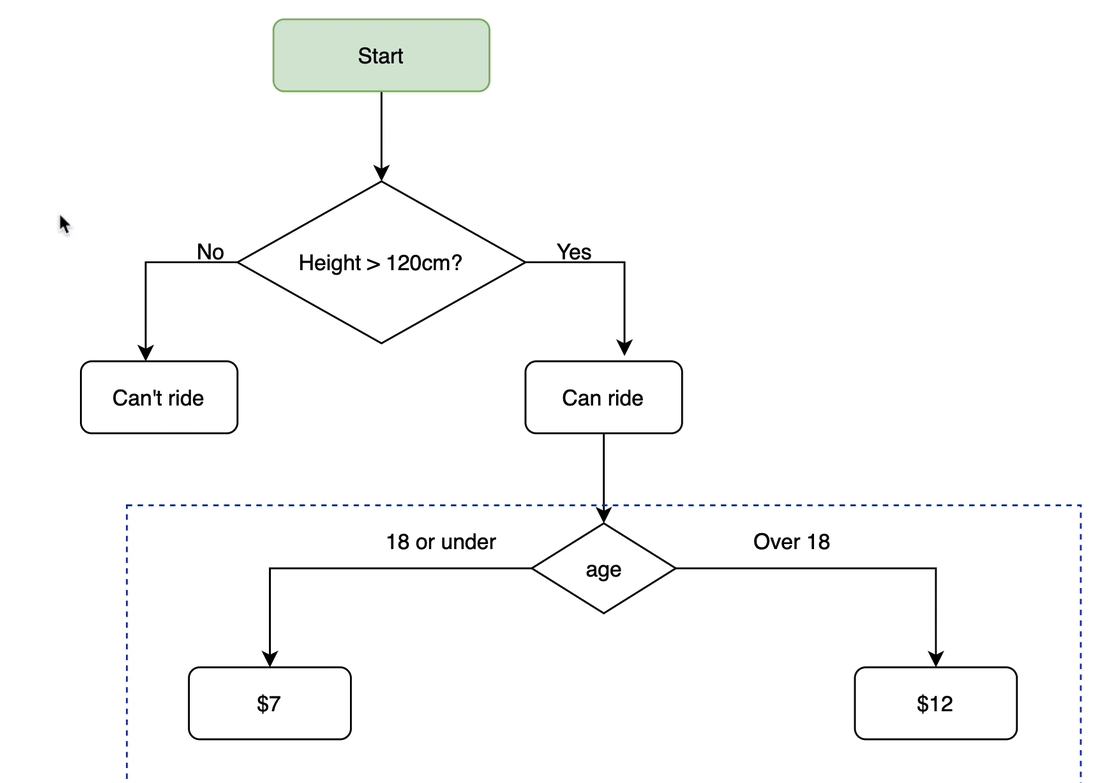 Start
Height > 120cm?
No
Yes
Can't ride
Can ride
18 or under
Over 18
age
$7
$12